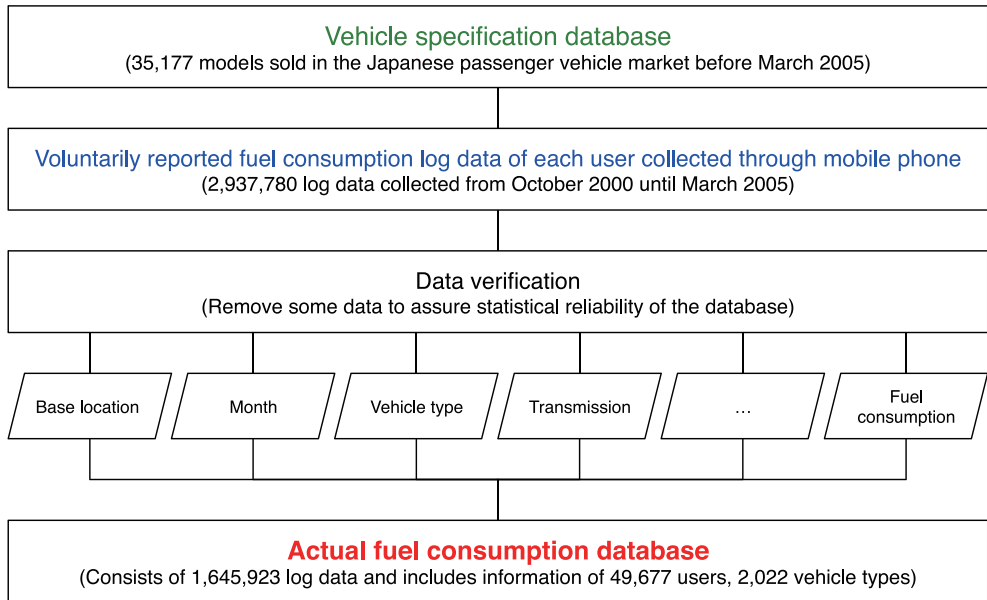 Vehicle specification database
(35,177 models sold in the Japanese passenger vehicle market before March 2005)
Voluntarily reported fuel consumption log data of each user collected through mobile phone
(2,937,780 log data collected from October 2000 until March 2005)
Data verification
(Remove some data to assure statistical reliability of the database)
Base location
Month
Vehicle type
Transmission
...
Fuel
consumption
Actual fuel consumption database
(Consists of 1,645,923 log data and includes information of 49,677 users, 2,022 vehicle types)